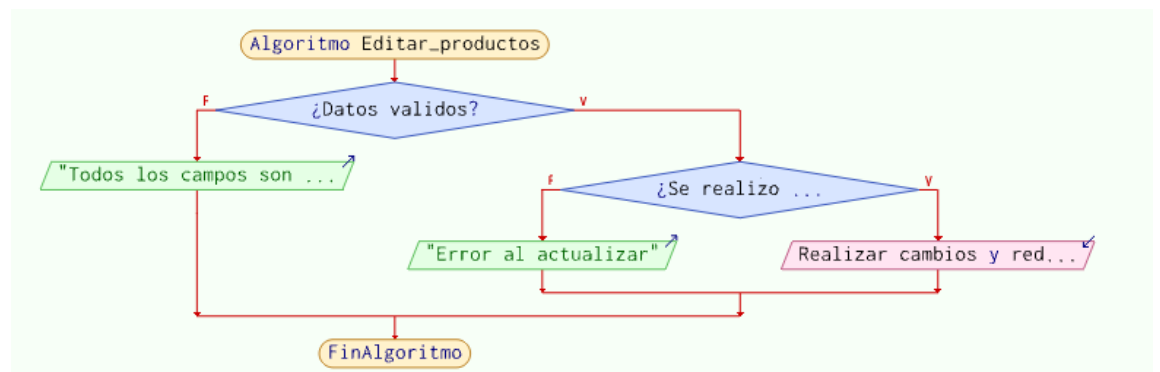 Algoritmo Editar_productos
F
¿Datos validos?
V
"Todos los campos son ...
F
¿Se realizo ...
V
"Error al actualizar"
Realizar cambios y red...
FinAlgoritmo